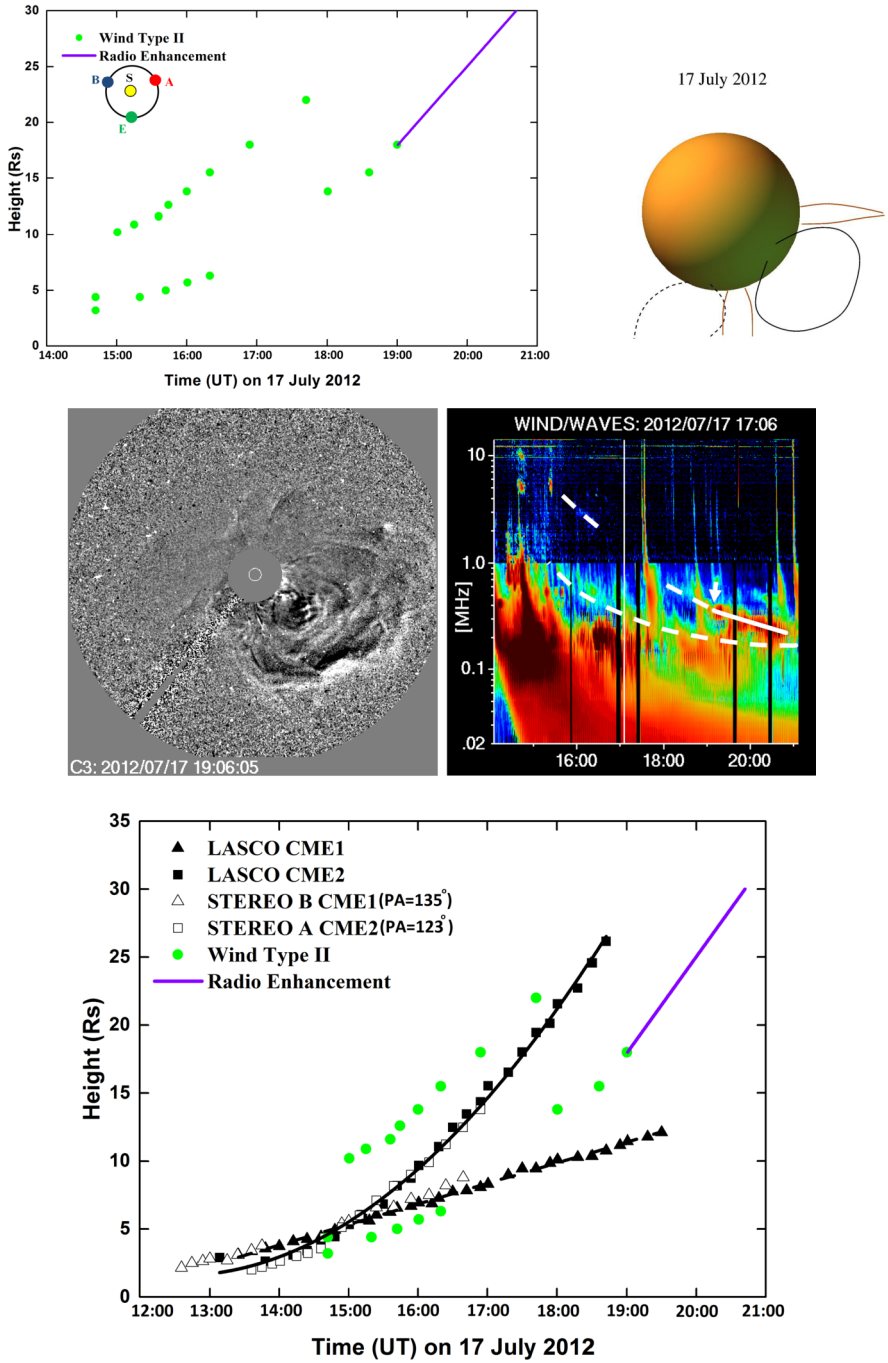 30
25
20
15
10
5
0
Height (Rs)
Wind Type II
Radio Enhancement
B
S
A
E
14:00
15:00
16:00
17:00
18:00
19:00
20:00
21:00
Time (UT) on 17 July 2012
17 July 2012
C3: 2012/07/17 19:06:05
WIND/WAVES: 2012/07/17 17:06
10
1.0
[MHz]
0.1
.02
16:00
18:00
20:00
35
30
25
20
15
10
5
0
Height (Rs)
LASCO CME1
LASCO CME2
STEREO B CME1(PA=135°)
STEREO A CME2(PA=123°)
Wind Type II
Radio Enhancement
12:00
13:00
14:00
15:00
16:00
17:00
18:00
19:00
20:00
21:00
Time (UT) on 17 July 2012